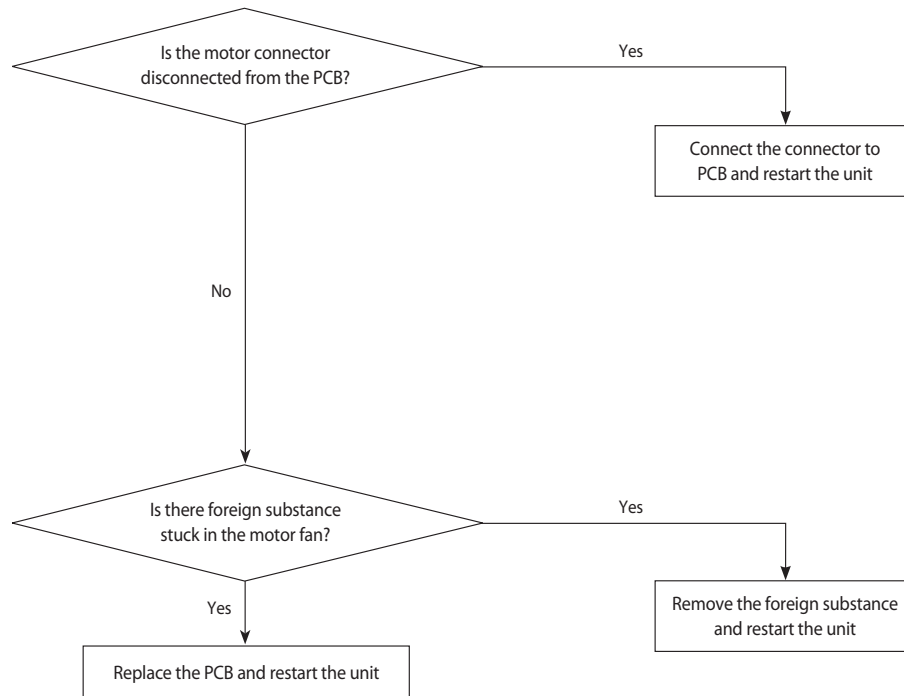 Is the motor connector
disconnected from the PCB?
Yes
Connect the connector to
PCB and restart the unit
No
Is there foreign substance
stuck in the motor fan?
Yes
Remove the foreign substance
and restart the unit
Yes
Replace the PCB and restart the unit